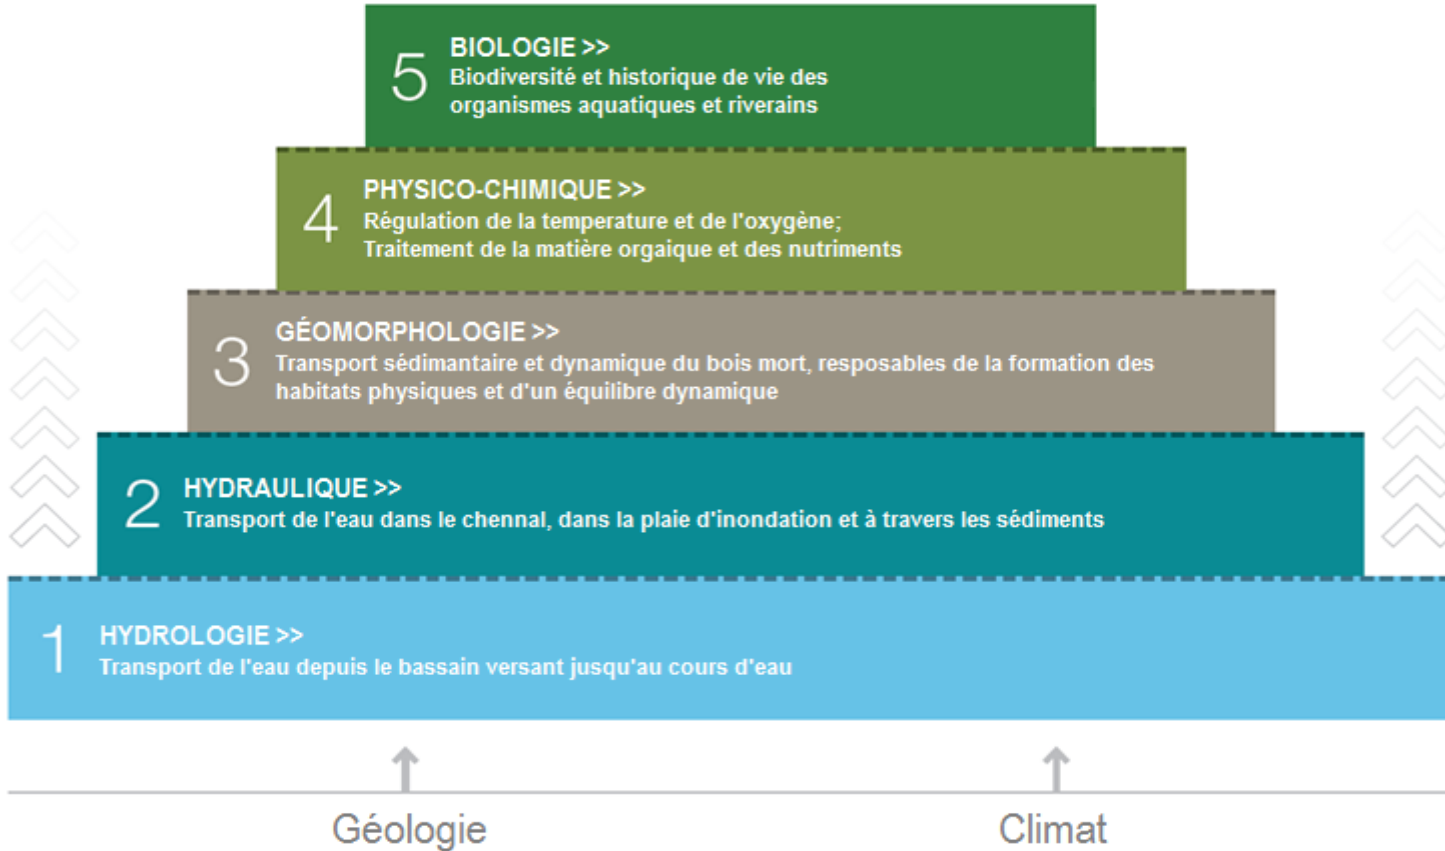 5
BIOLOGIE >>
Biodiversité et historique de vie des
organismes aquatiques et riverains
4
PHYSICO-CHIMIQUE >>
Régulation de la temperature et de l'oxygène;
Traitement de la matière orgaique et des nutriments
3
GÉOMORPHOLOGIE >>
Transport sédimantaire et dynamique du bois mort, resposables de la formation des
habitats physiques et d'un équilibre dynamique
2
HYDRAULIQUE >>
Transport de l'eau dans le chennal, dans la plaie d'inondation et à travers les sédiments
1
HYDROLOGIE >>
Transport de l'eau depuis le bassain versant jusqu'au cours d'eau
Géologie
Climat